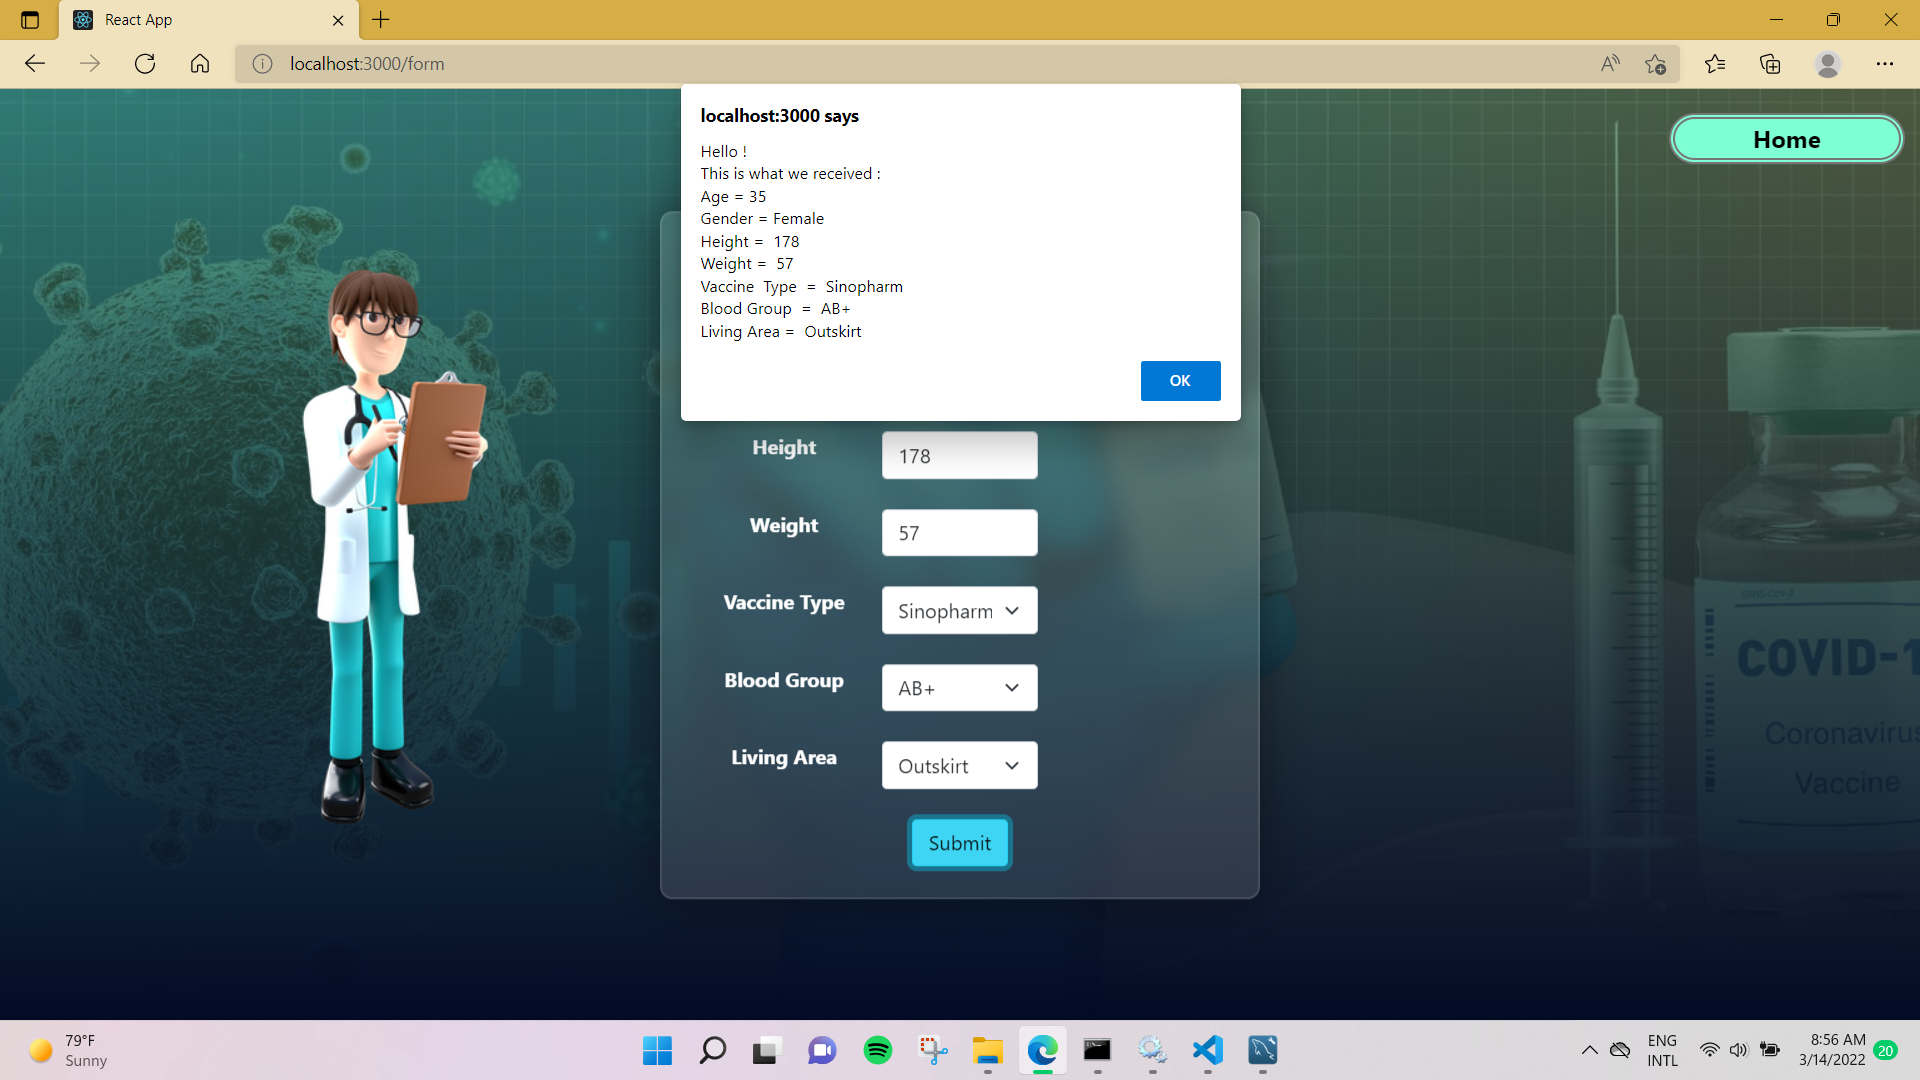 React App
localhost:3000/form
localhost:3000 says
Hello !
This is what we received :
Age = 35
Gender = Female
Height =  178
Weight =  57
Vaccine  Type  =  Sinopharm
Blood Group  =  AB+
Living Area =  Outskirt
OK
Home
Height
178
Weight
57
Vaccine Type
Sinopharm
Blood Group
AB+
Living Area
Outskirt
Submit
SARS-CoV-2
COVID-1
Coronavirus
Vaccine
79°F
Sunny
ENG
INTL
8:56 AM
3/14/2022
20